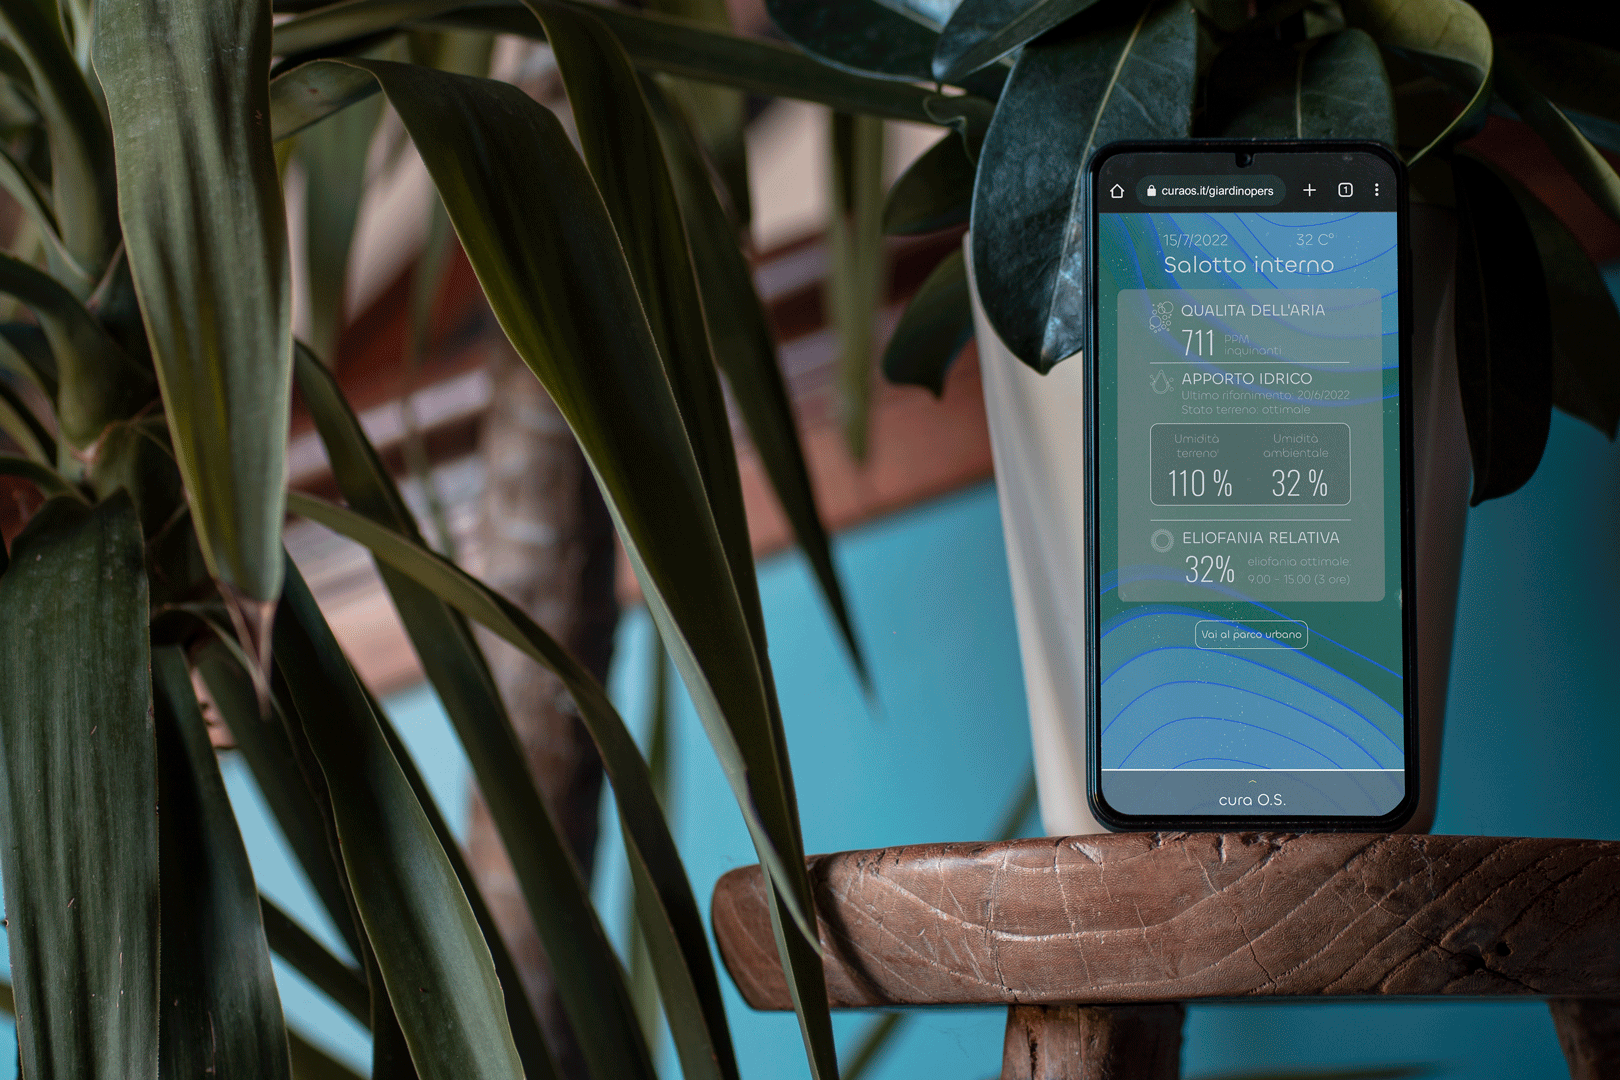 curaos.it/giardinopers
1
15/7/2022 32 C°
Salotto interno
QUALITA DELL'ARIA
711 PPM
inquinanti
APPORTO IDRICO
Ultimo rifornimento: 20/6/2022
Stato terreno: ottimale
Umidità Umidità
terreno ambientale
110 % 32 %
ELIOFANIA RELATIVA
32% eliofania ottimale:
9.00 - 15.00 (3 ore)
Vai al parco urbano
cura O.S.